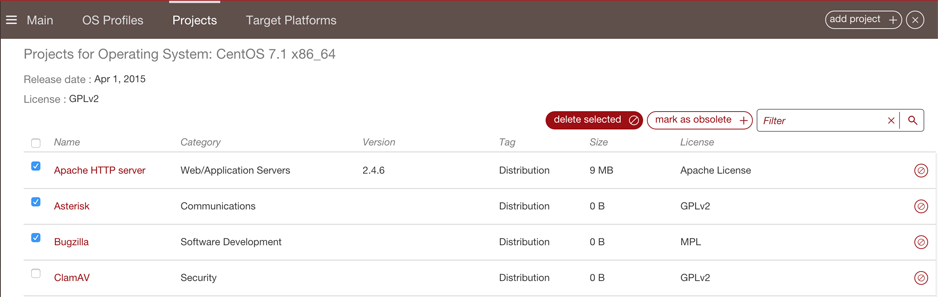 Main OS Profiles Projects Target Platforms add project
Projects for Operating System: CentOS 7.1 x86_64
Release date : Apr 1, 2015
License : GPLv2
delete selected mark as obsolete Filter
Name Category Version Tag Size License
Apache HTTP server Web/Application Servers 2.4.6 Distribution 9 MB Apache License
Asterisk Communications Distribution 0 B GPLv2
Bugzilla Software Development Distribution 0 B MPL
ClamAV Security Distribution 0 B GPLv2